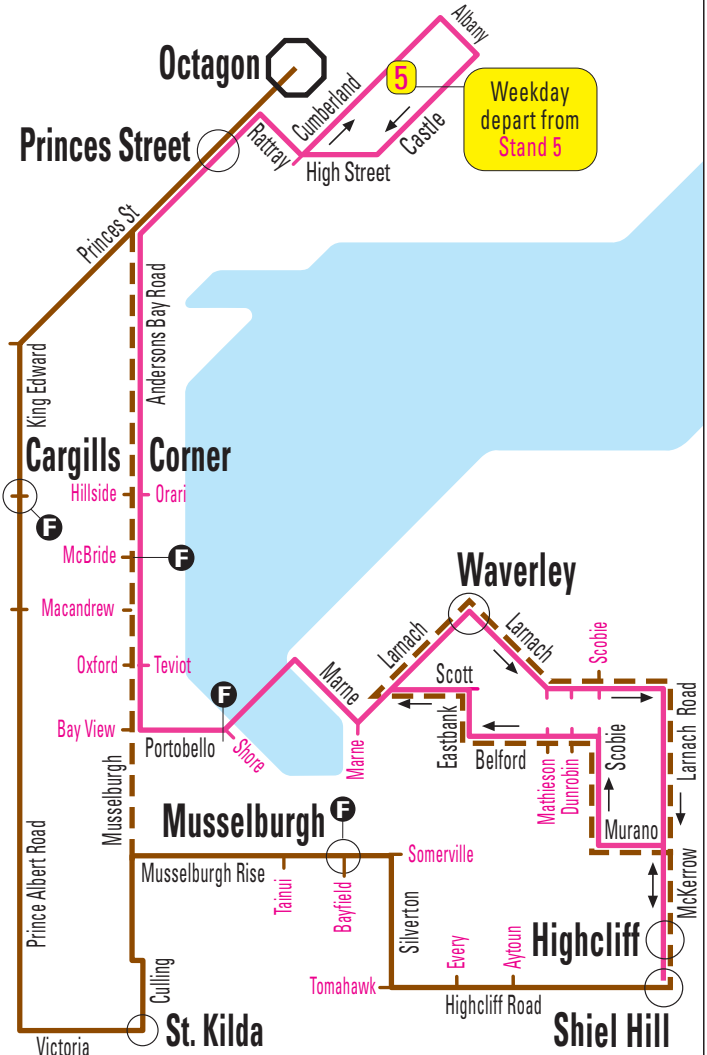 Albany
Octagon
5
Weekday
depart from
Stand 5
Cumberland
Castle
Princes Street
Rattray
High Street
Princes St
Andersons Bay Road
King Edward
Cargills Corner
Hillside
Orari
F
McBride
F
Waverley
Macandrew
Larnach
Larnach
Scobie
Oxford
Teviot
Marne
Scott
F
Larnach Road
Bay View
Portobello
Shore
Marne
Eastbank
Belford
Mathieson
Dunrobin
Scobie
Musselburgh
Musselburgh
F
Murano
Prince Albert Road
Musselburgh Rise
Somerville
McKerrow
Tainui
Bayfield
Silverton
Highcliff
Culling
Tomahawk
Every
Aytoun
Highcliff Road
St. Kilda
Shiel Hill
Victoria